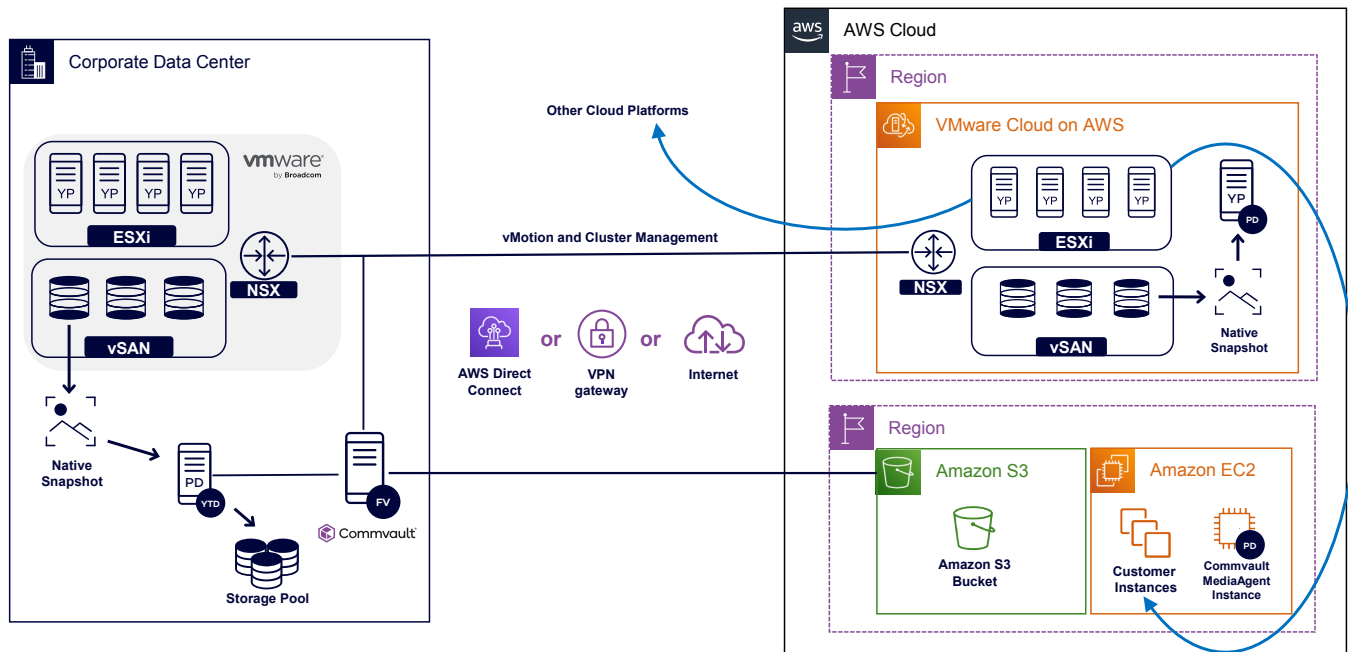 Corporate Data Center
vmware®
by Broadcom
YP YP YP YP
ESXi
NSX
vSAN
Native
Snapshot
PD
YTD
FV
Commvault
Storage Pool
Other Cloud Platforms
vMotion and Cluster Management
AWS Direct
Connect
or
VPN
gateway
or
Internet
aws
AWS Cloud
Region
VMware Cloud on AWS
YP YP YP YP
ESXi
NSX
vSAN
YP
PD
Native
Snapshot
Region
Amazon S3
Amazon S3
Bucket
Amazon EC2
Customer
Instances
PD
Commvault
MediaAgent
Instance